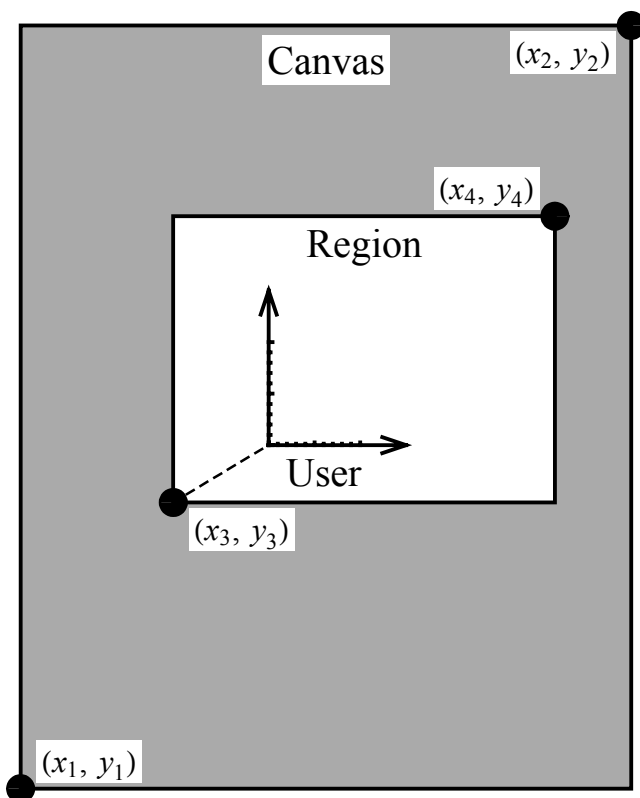 Canvas
(x₂, y₂)
(x₄, y₄)
Region
User
(x₃, y₃)
(x₁, y₁)